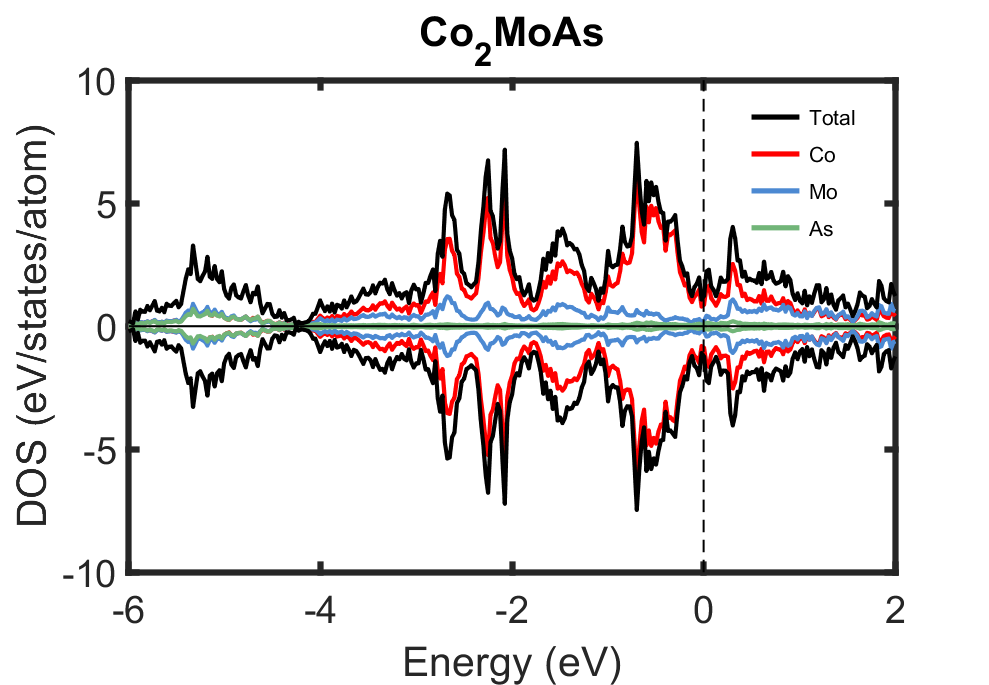 Co₂MoAs
DOS (eV/states/atom)
10
5
0
-5
-10
Total
Co
Mo
As
-6 -4 -2 0 2
Energy (eV)